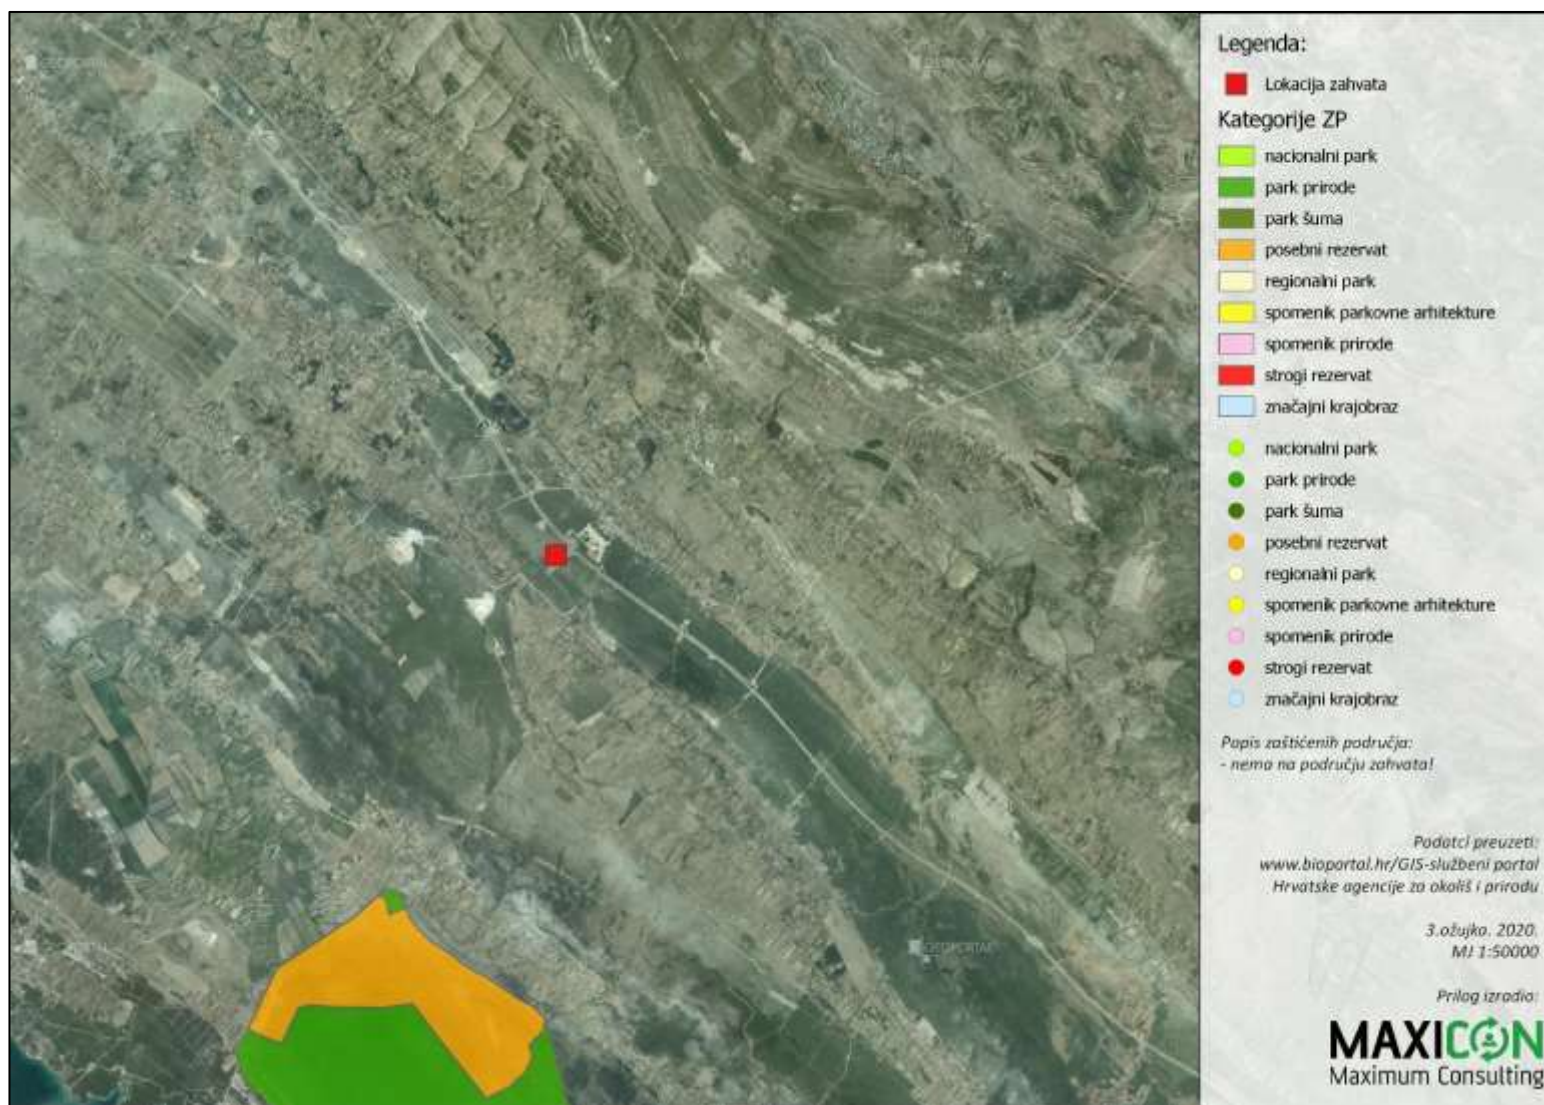 Legenda:
Lokacija zahvata
Kategorije ZP
nacionalni park
park prirode
park šuma
posebni rezervat
regionalni park
spomenik parkovne arhitekture
spomenik prirode
strogi rezervat
značajni krajobraz
nacionalni park
park prirode
park šuma
posebni rezervat
regionalni park
spomenik parkovne arhitekture
spomenik prirode
strogi rezervat
značajni krajobraz
Popis zaštićenih područja:
- nema na području zahvata!
Podatci preuzeti:
www.bioportal.hr/GIS-službeni portal
Hrvatske agencije za okoliš i prirodu
3.ožujka. 2020.
MJ 1:50000
Prilog izradio:
MAXICON
Maximum Consulting
GEOPORTAL